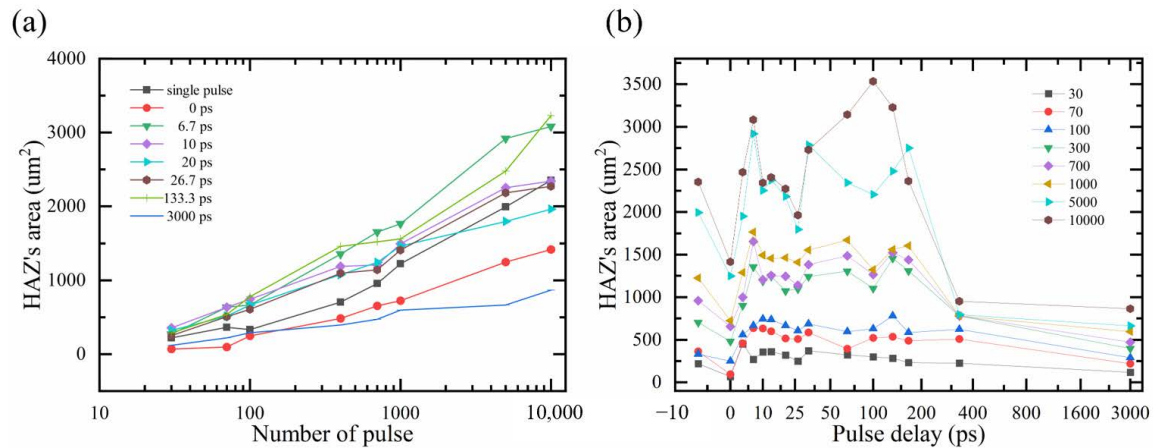 (a)
HAZ's area (um²)
4000
3000
2000
1000
0
single pulse
0 ps
6.7 ps
10 ps
20 ps
26.7 ps
133.3 ps
3000 ps
10 100 1000 10,000
Number of pulse
(b)
HAZ's area (um²)
3500
3000
2500
2000
1500
1000
500
0
30
70
100
300
700
1000
5000
10000
−10 0 10 25 50 100 200 400 800 1600 3000
Pulse delay (ps)